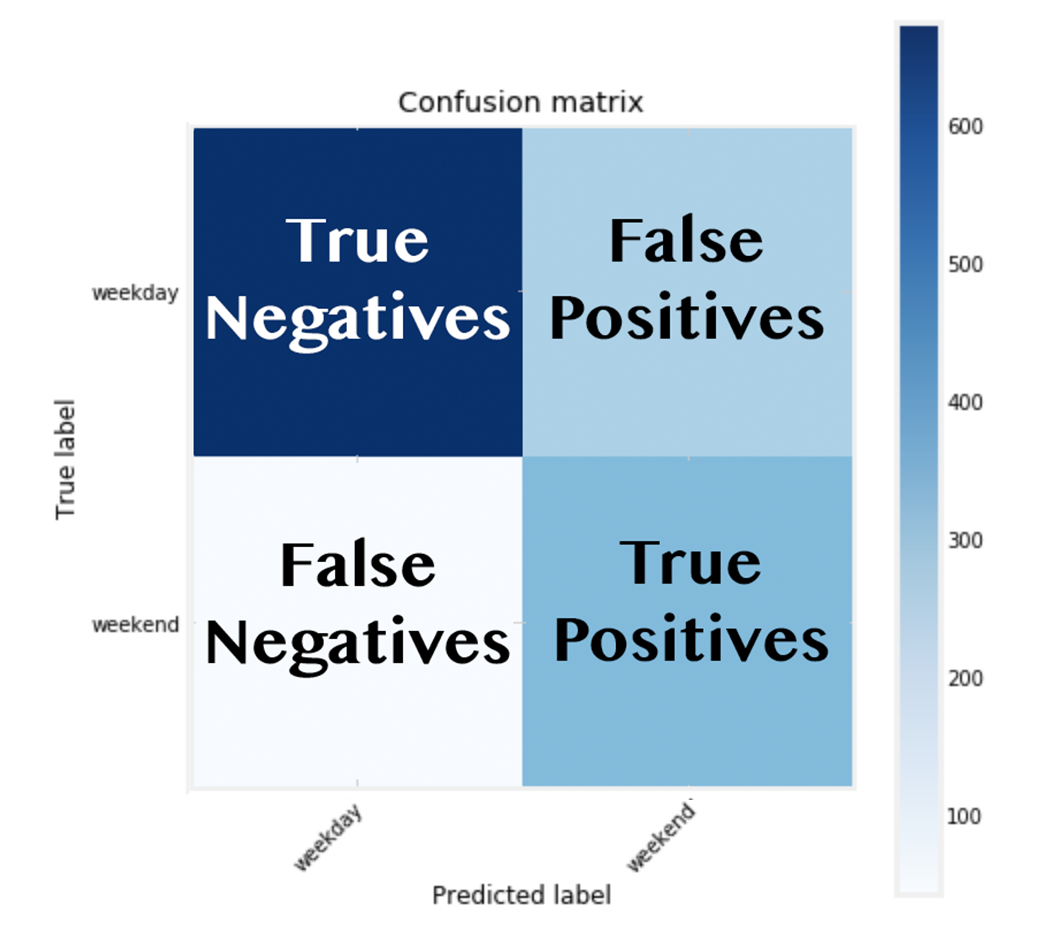 Confusion matrix
True
Negatives
False
Positives
False
Negatives
True
Positives
weekday
weekend
True label
weekday
weekend
Predicted label
600
500
400
300
200
100